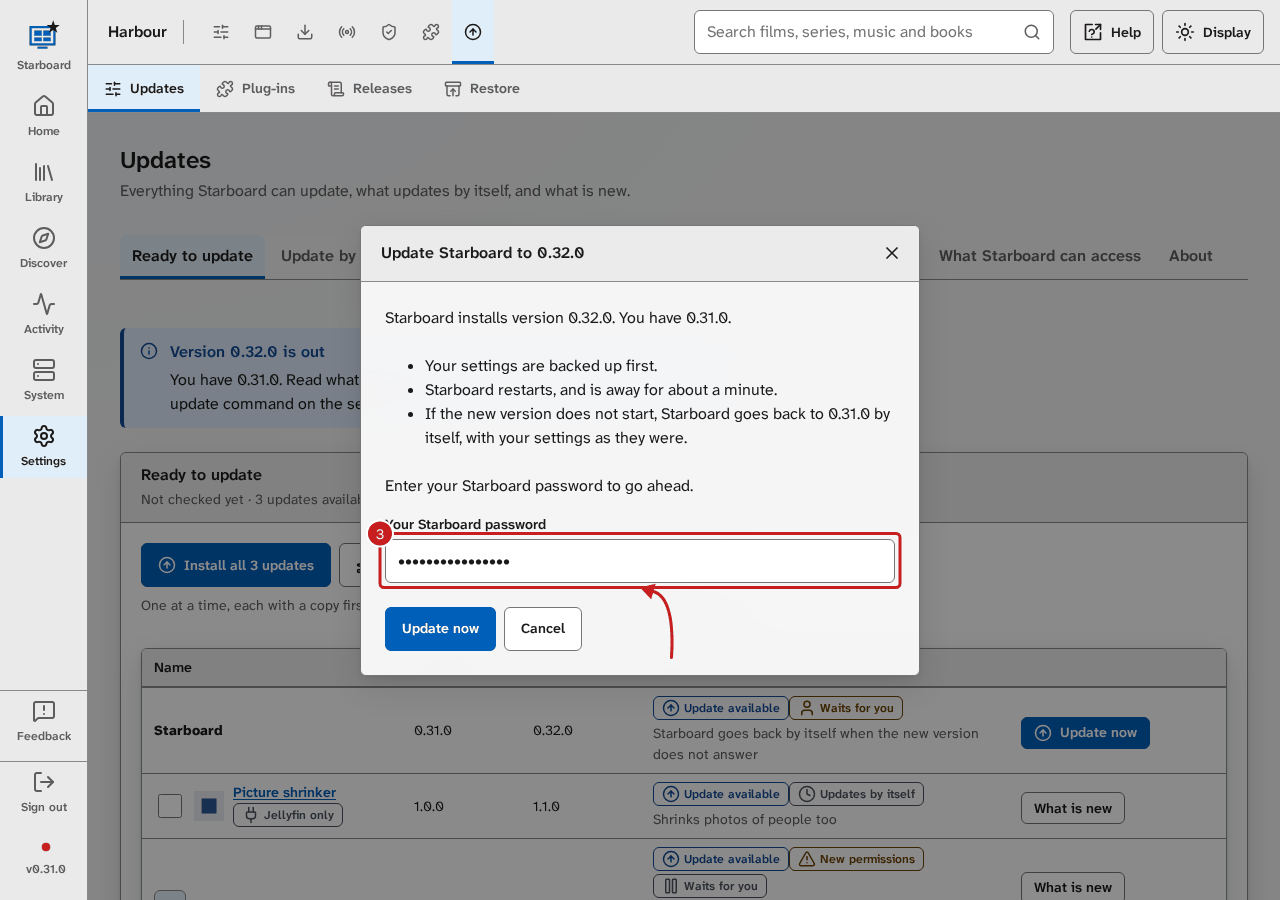 Starboard
Home
Library
Discover
Activity
System
Settings
Feedback
Sign out
v0.31.0
Harbour
Search films, series, music and books
Help
Display
Updates
Plug-ins
Releases
Restore
Updates
Everything Starboard can update, what updates by itself, and what is new.
Ready to update
Update by
What Starboard can access
About
Version 0.32.0 is out
You have 0.31.0. Read what
update command on the se
Ready to update
Not checked yet · 3 updates availab
Install all 3 updates
One at a time, each with a copy firs
Update Starboard to 0.32.0
Starboard installs version 0.32.0. You have 0.31.0.
• Your settings are backed up first.
• Starboard restarts, and is away for about a minute.
• If the new version does not start, Starboard goes back to 0.31.0 by
itself, with your settings as they were.
Enter your Starboard password to go ahead.
3
Your Starboard password
••••••••••••••••
Update now
Cancel
Name
Starboard
0.31.0
0.32.0
Update available
Waits for you
Starboard goes back by itself when the new version
does not answer
Update now
Picture shrinker
Jellyfin only
1.0.0
1.1.0
Update available
Updates by itself
Shrinks photos of people too
What is new
Update available
New permissions
Waits for you
What is new